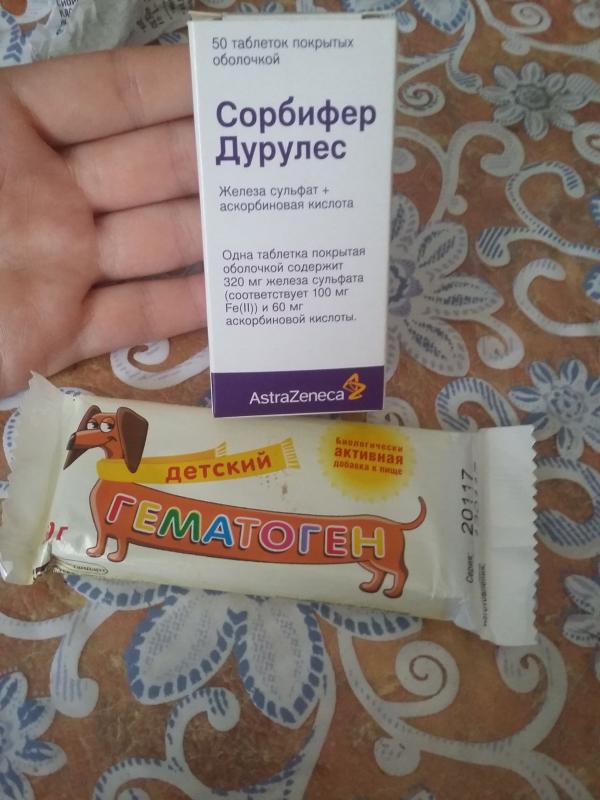 50 таблеток покрытых
оболочкой
Сорбифер
Дурулес
Железа сульфат +
аскорбиновая кислота
Одна таблетка покрытая
оболочкой содержит
320 мг железа сульфата
(соответствует 100 мг
Fe(II)) и 60 мг
аскорбиновой кислоты.
AstraZeneca
Биологически
активная
добавка к пище
детский
ГЕМАТОГЕН
Серия:
20117